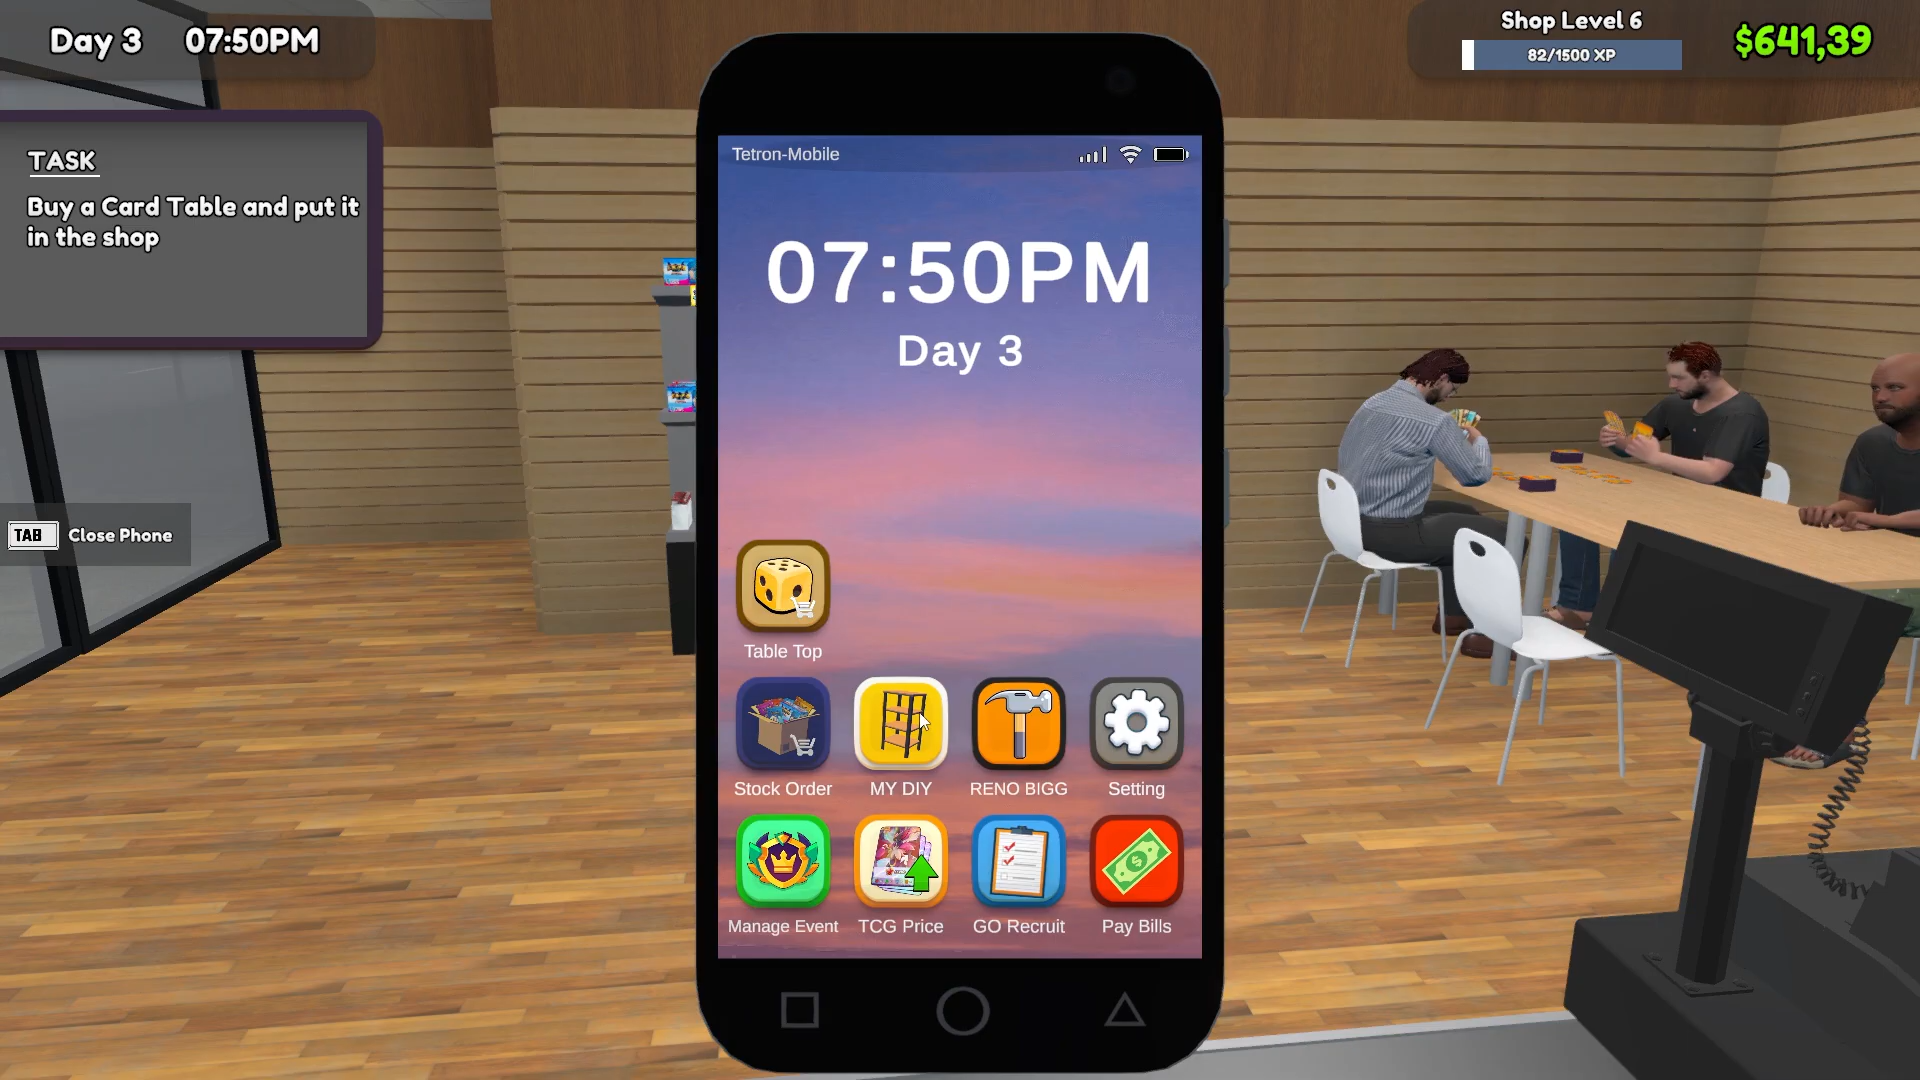 Day 3 07:50PM
Shop Level 6
82/1500 XP
$641,39
TASK
Buy a Card Table and put it
in the shop
TAB Close Phone
Tetron-Mobile
07:50PM
Day 3
Table Top
Stock Order MY DIY RENO BIGG Setting
Manage Event TCG Price GO Recruit Pay Bills